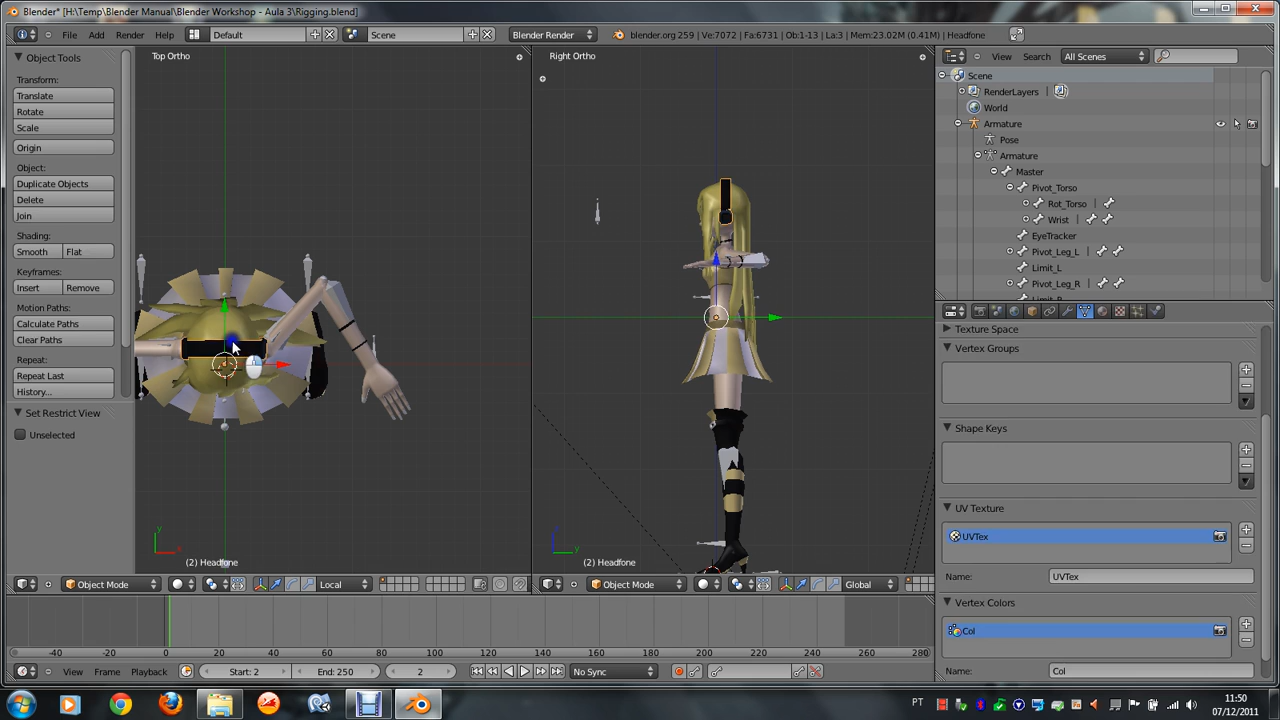 Blender* [H:\Temp\Blender Manual\Blender Workshop - Aula 3\Rigging.blend]
File Add Render Help Default Scene Blender Render blender.org 259 | Ve:7072 | Fa:6731 | Ob:1-13 | La:3 | Mem:23.02M (0.41M) | Headfone
Object Tools
Transform:
Translate
Rotate
Scale
Origin
Object:
Duplicate Objects
Delete
Join
Shading:
Smooth Flat
Keyframes:
Insert Remove
Motion Paths:
Calculate Paths
Clear Paths
Repeat:
Repeat Last
History...
Set Restrict View
Unselected
Top Ortho
y
x
(2) Headfone
Object Mode Local
Right Ortho
z
y
(2) Headfone
Object Mode Global
View Search All Scenes
Scene
RenderLayers |
World
Armature
Pose
Armature
Master
Pivot_Torso
Rot_Torso |
Wrist |
EyeTracker
Pivot_Leg_L |
Limit_L
Pivot_Leg_R |
Texture Space
Vertex Groups
Shape Keys
UV Texture
UVTex
Name: UVTex
Vertex Colors
Col
Name: Col
-40 -20 0 20 40 60 80 100 120 140 160 180 200 220 240 260 280
View Frame Playback Start: 2 End: 250 2 No Sync
PT 11:50
07/12/2011